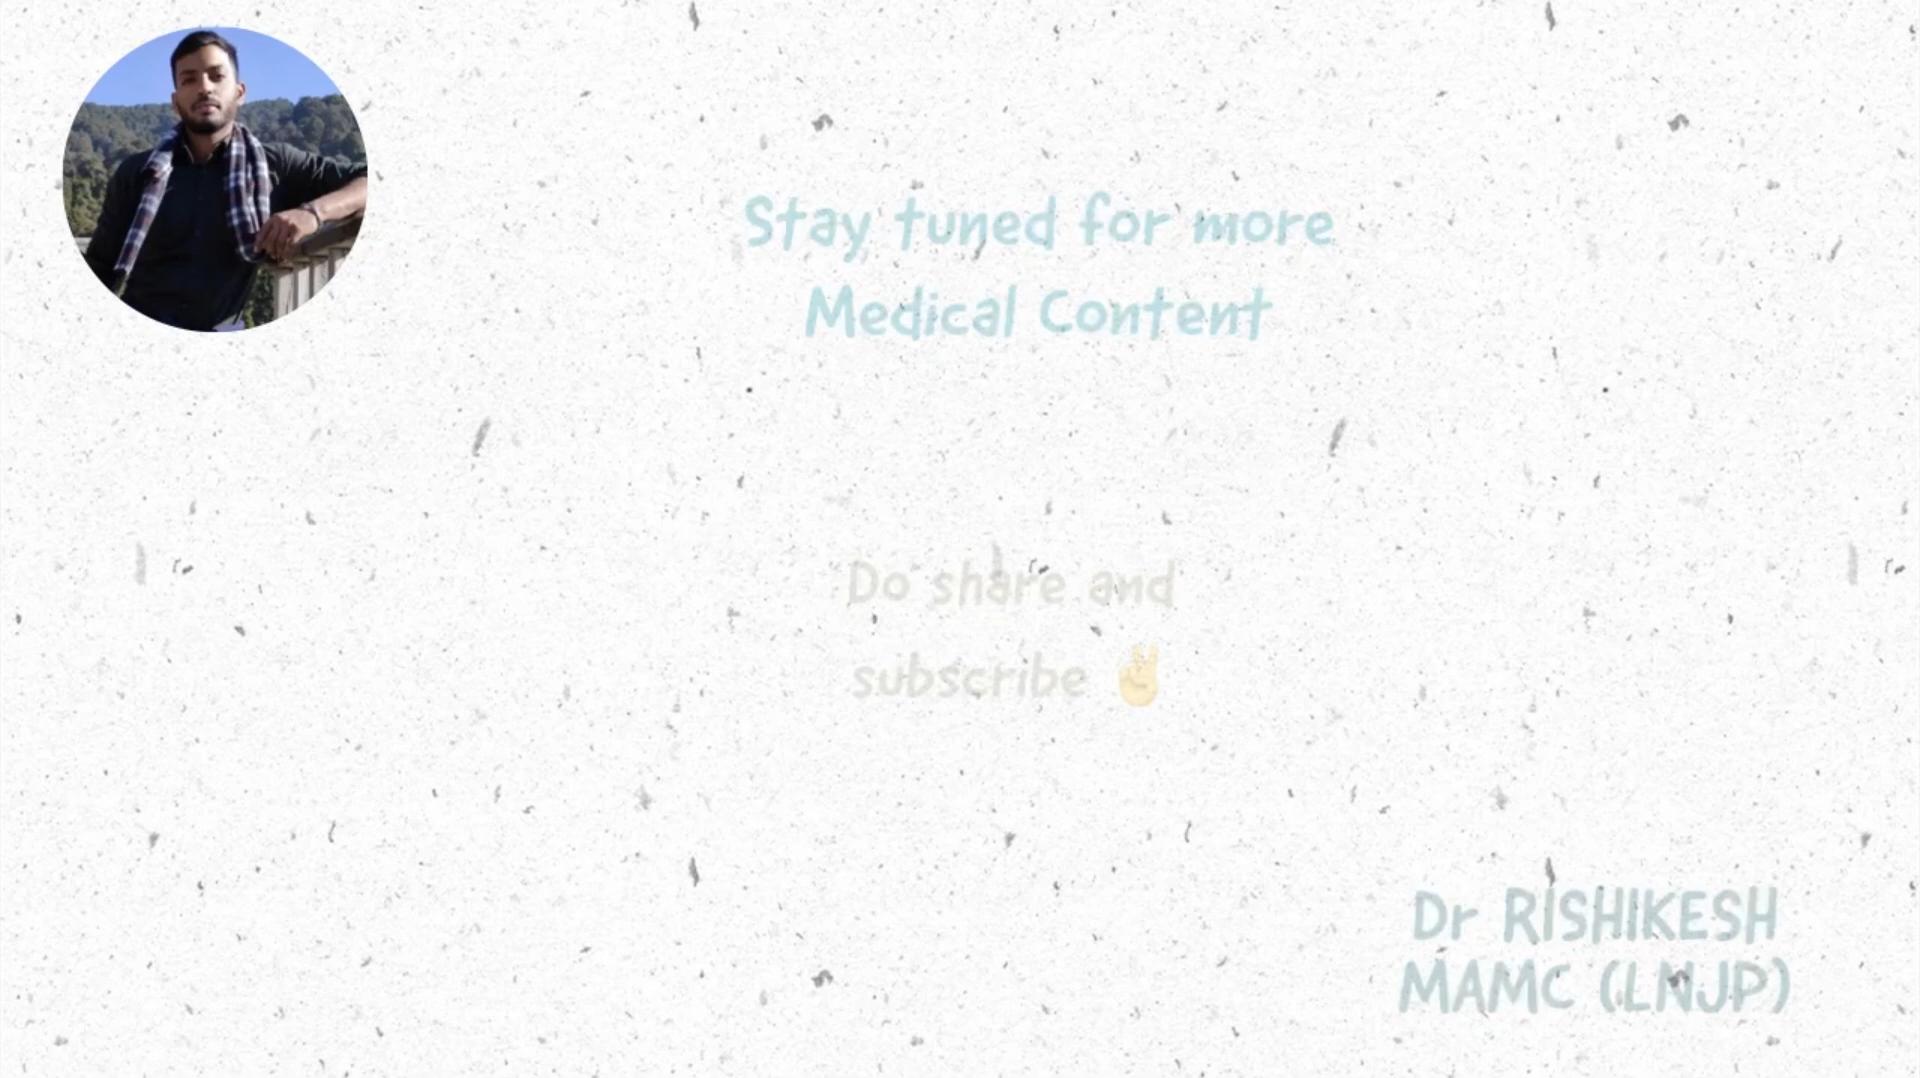 Stay tuned for more
Medical Content
Do share and
subscribe ✌️
Dr RISHIKESH
MAMC (LNJP)